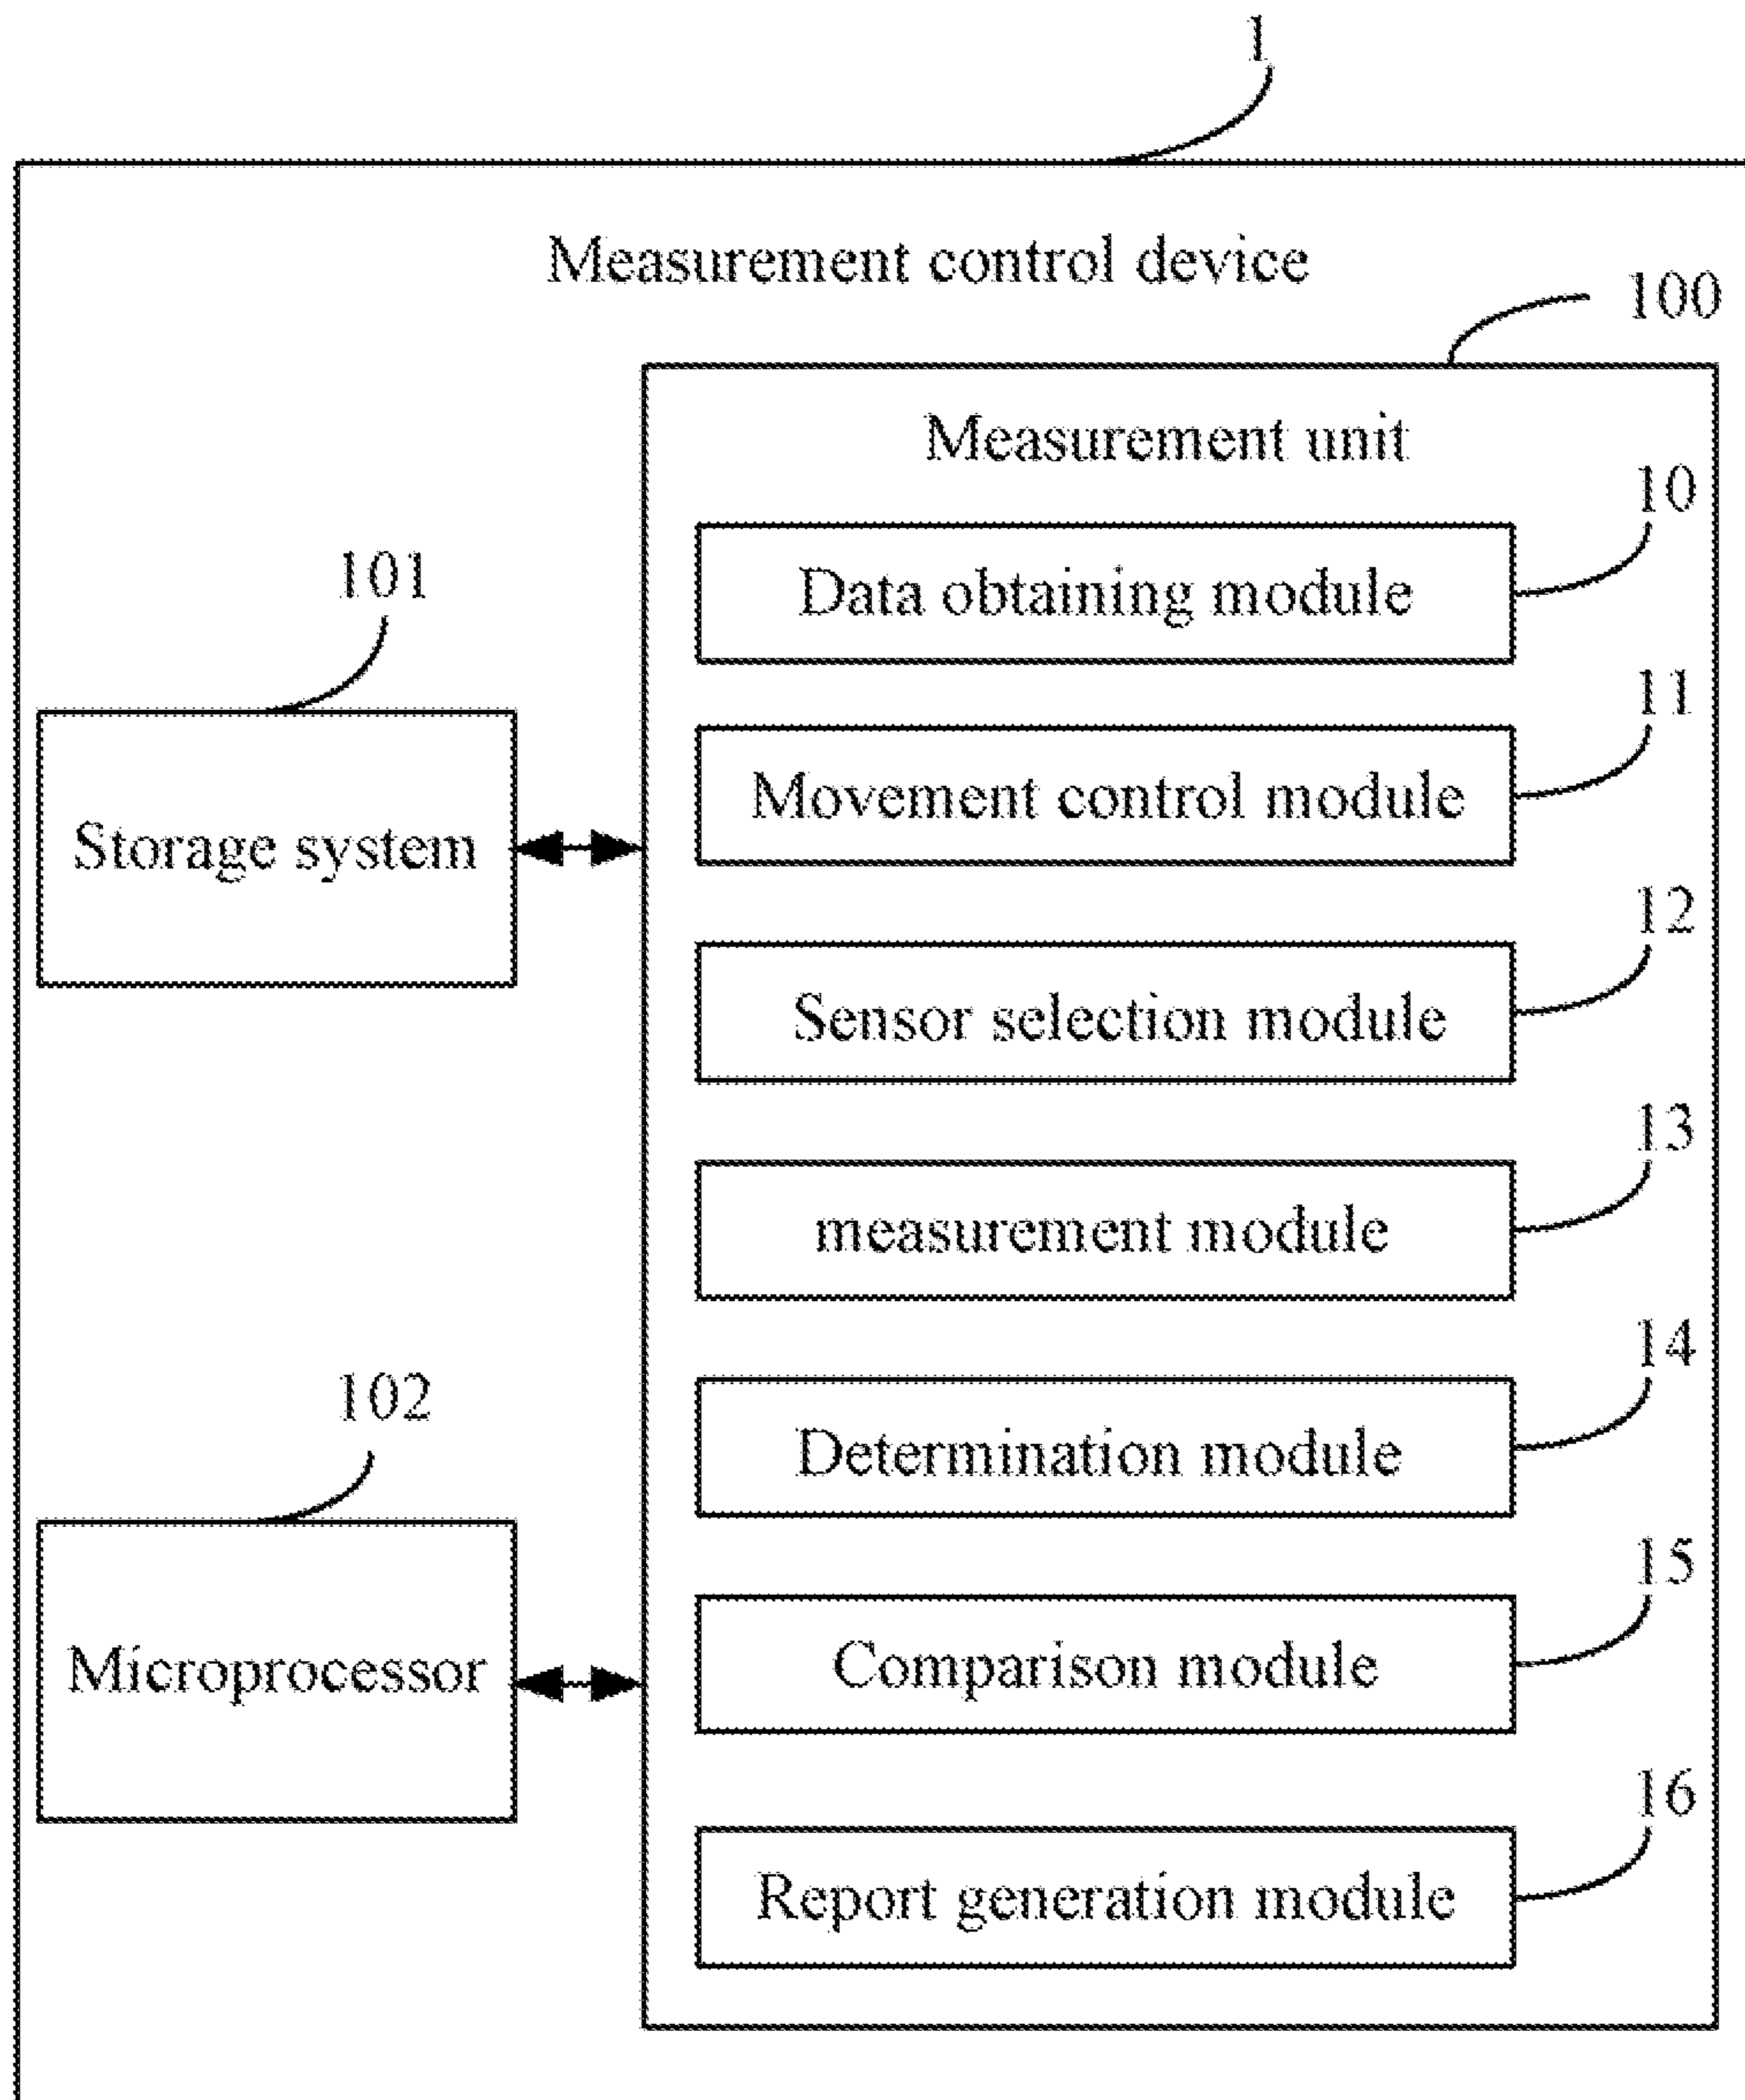 1
Measurement control device
100
Measurement unit
10
Data obtaining module
101
11
Movement control module
Storage system
12
Sensor selection module
13
measurement module
14
102
Determination module
15
Comparison module
Microprocessor
16
Report generation module